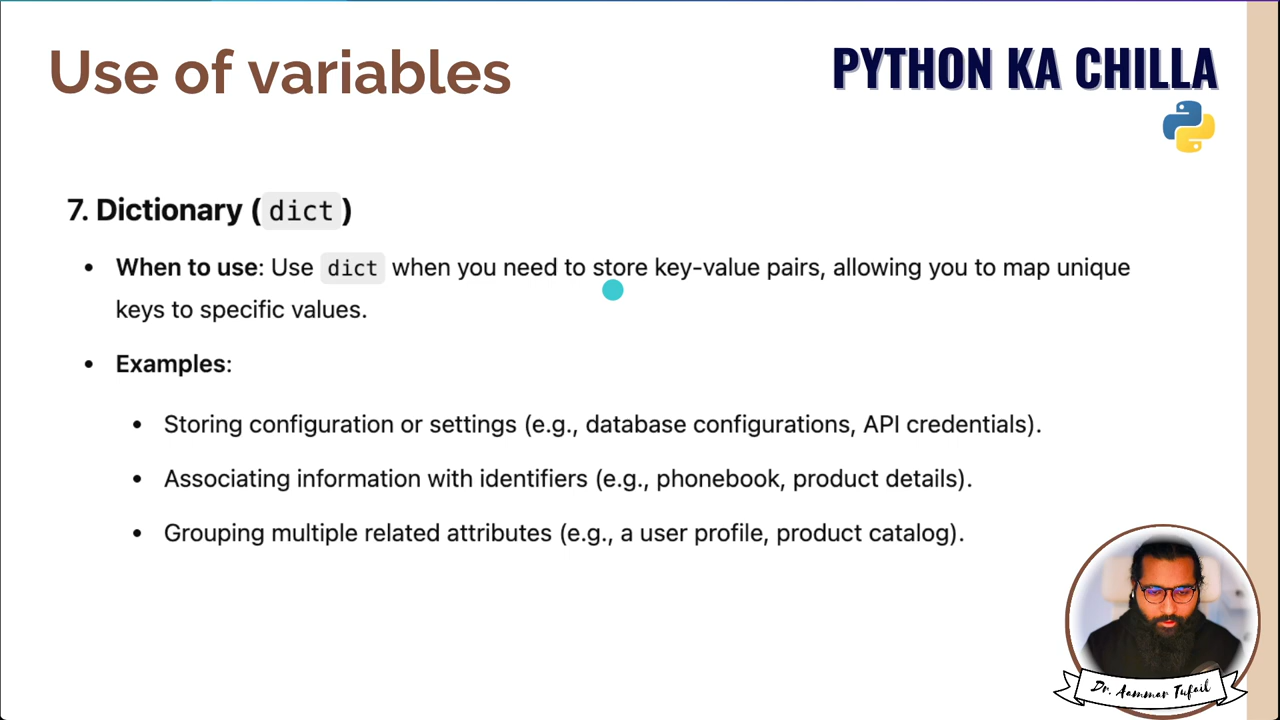 Use of variables
PYTHON KA CHILLA
7. Dictionary (dict)
• When to use: Use dict when you need to store key-value pairs, allowing you to map unique
keys to specific values.
• Examples:
• Storing configuration or settings (e.g., database configurations, API credentials).
• Associating information with identifiers (e.g., phonebook, product details).
• Grouping multiple related attributes (e.g., a user profile, product catalog).
Dr. Aammar Tufail